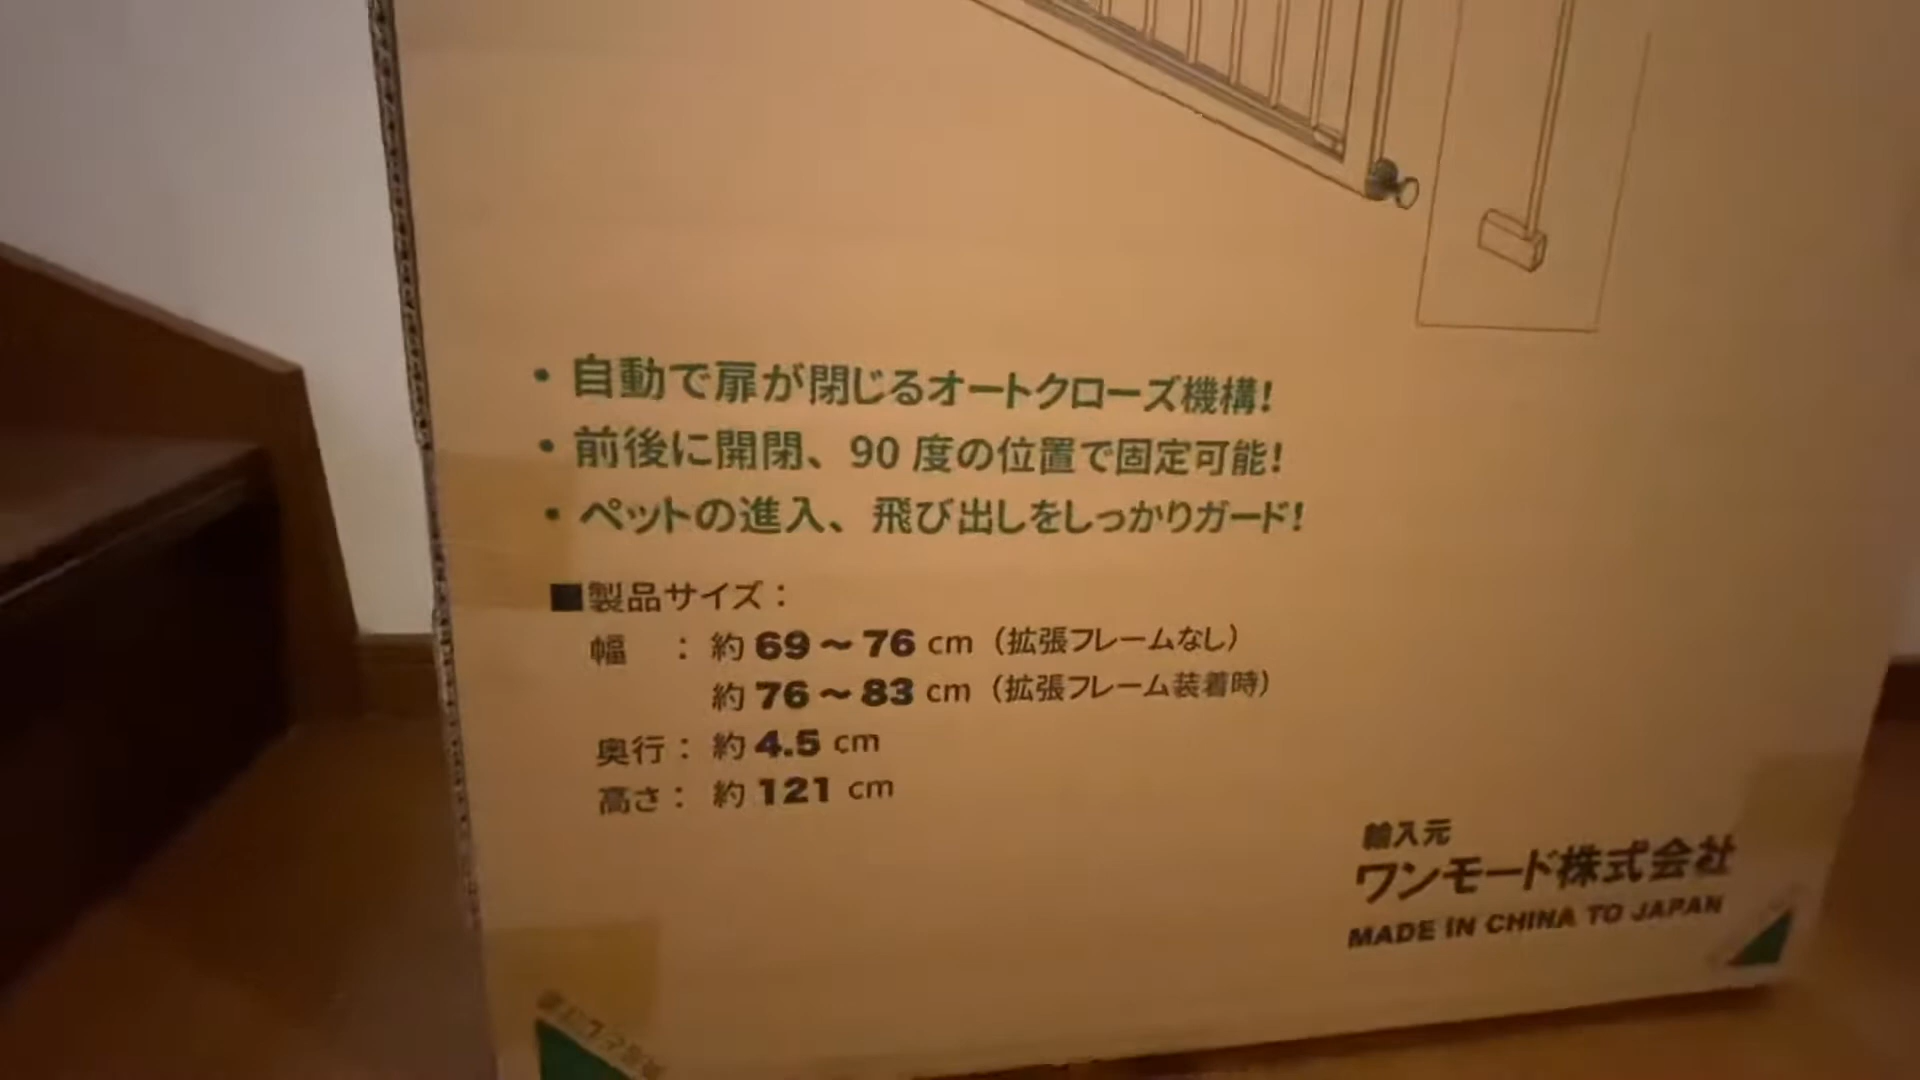 ・自動で扉が閉じるオートクローズ機構!
・前後に開閉、90 度の位置で固定可能!
・ペットの進入、飛び出しをしっかりガード!
■製品サイズ：
幅　：約 69～76 cm（拡張フレームなし）
約 76～83 cm（拡張フレーム装着時）
奥行：約 4.5 cm
高さ：約 121 cm
輸入元
ワンモード株式会社
MADE IN CHINA TO JAPAN